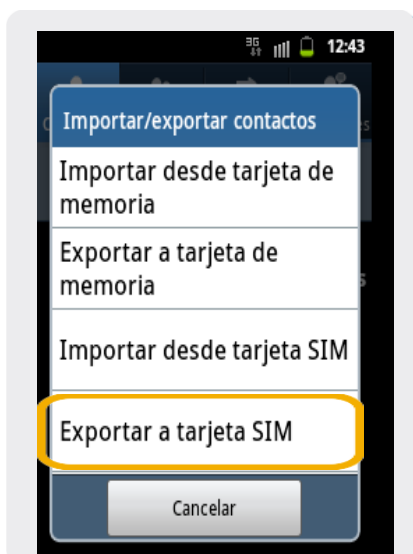 3G 12:43
Importar/exportar contactos
Importar desde tarjeta de
memoria
Exportar a tarjeta de
memoria
Importar desde tarjeta SIM
Exportar a tarjeta SIM
Cancelar